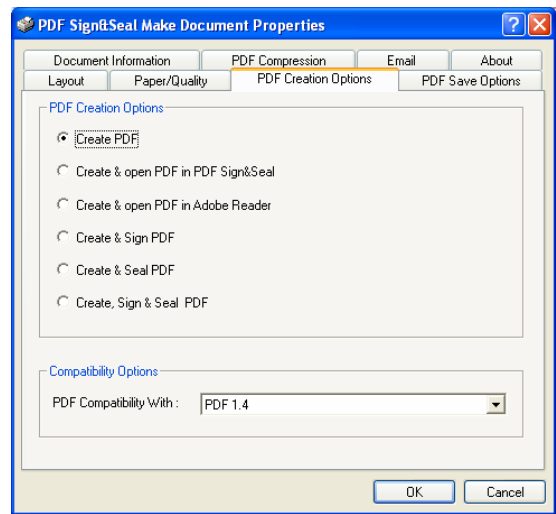 PDF Sign&Seal Make Document Properties
Document Information PDF Compression Email About
Layout Paper/Quality PDF Creation Options PDF Save Options
PDF Creation Options
Create PDF
Create & open PDF in PDF Sign&Seal
Create & open PDF in Adobe Reader
Create & Sign PDF
Create & Seal PDF
Create, Sign & Seal PDF
Compatibility Options
PDF Compatibility With : PDF 1.4
OK Cancel